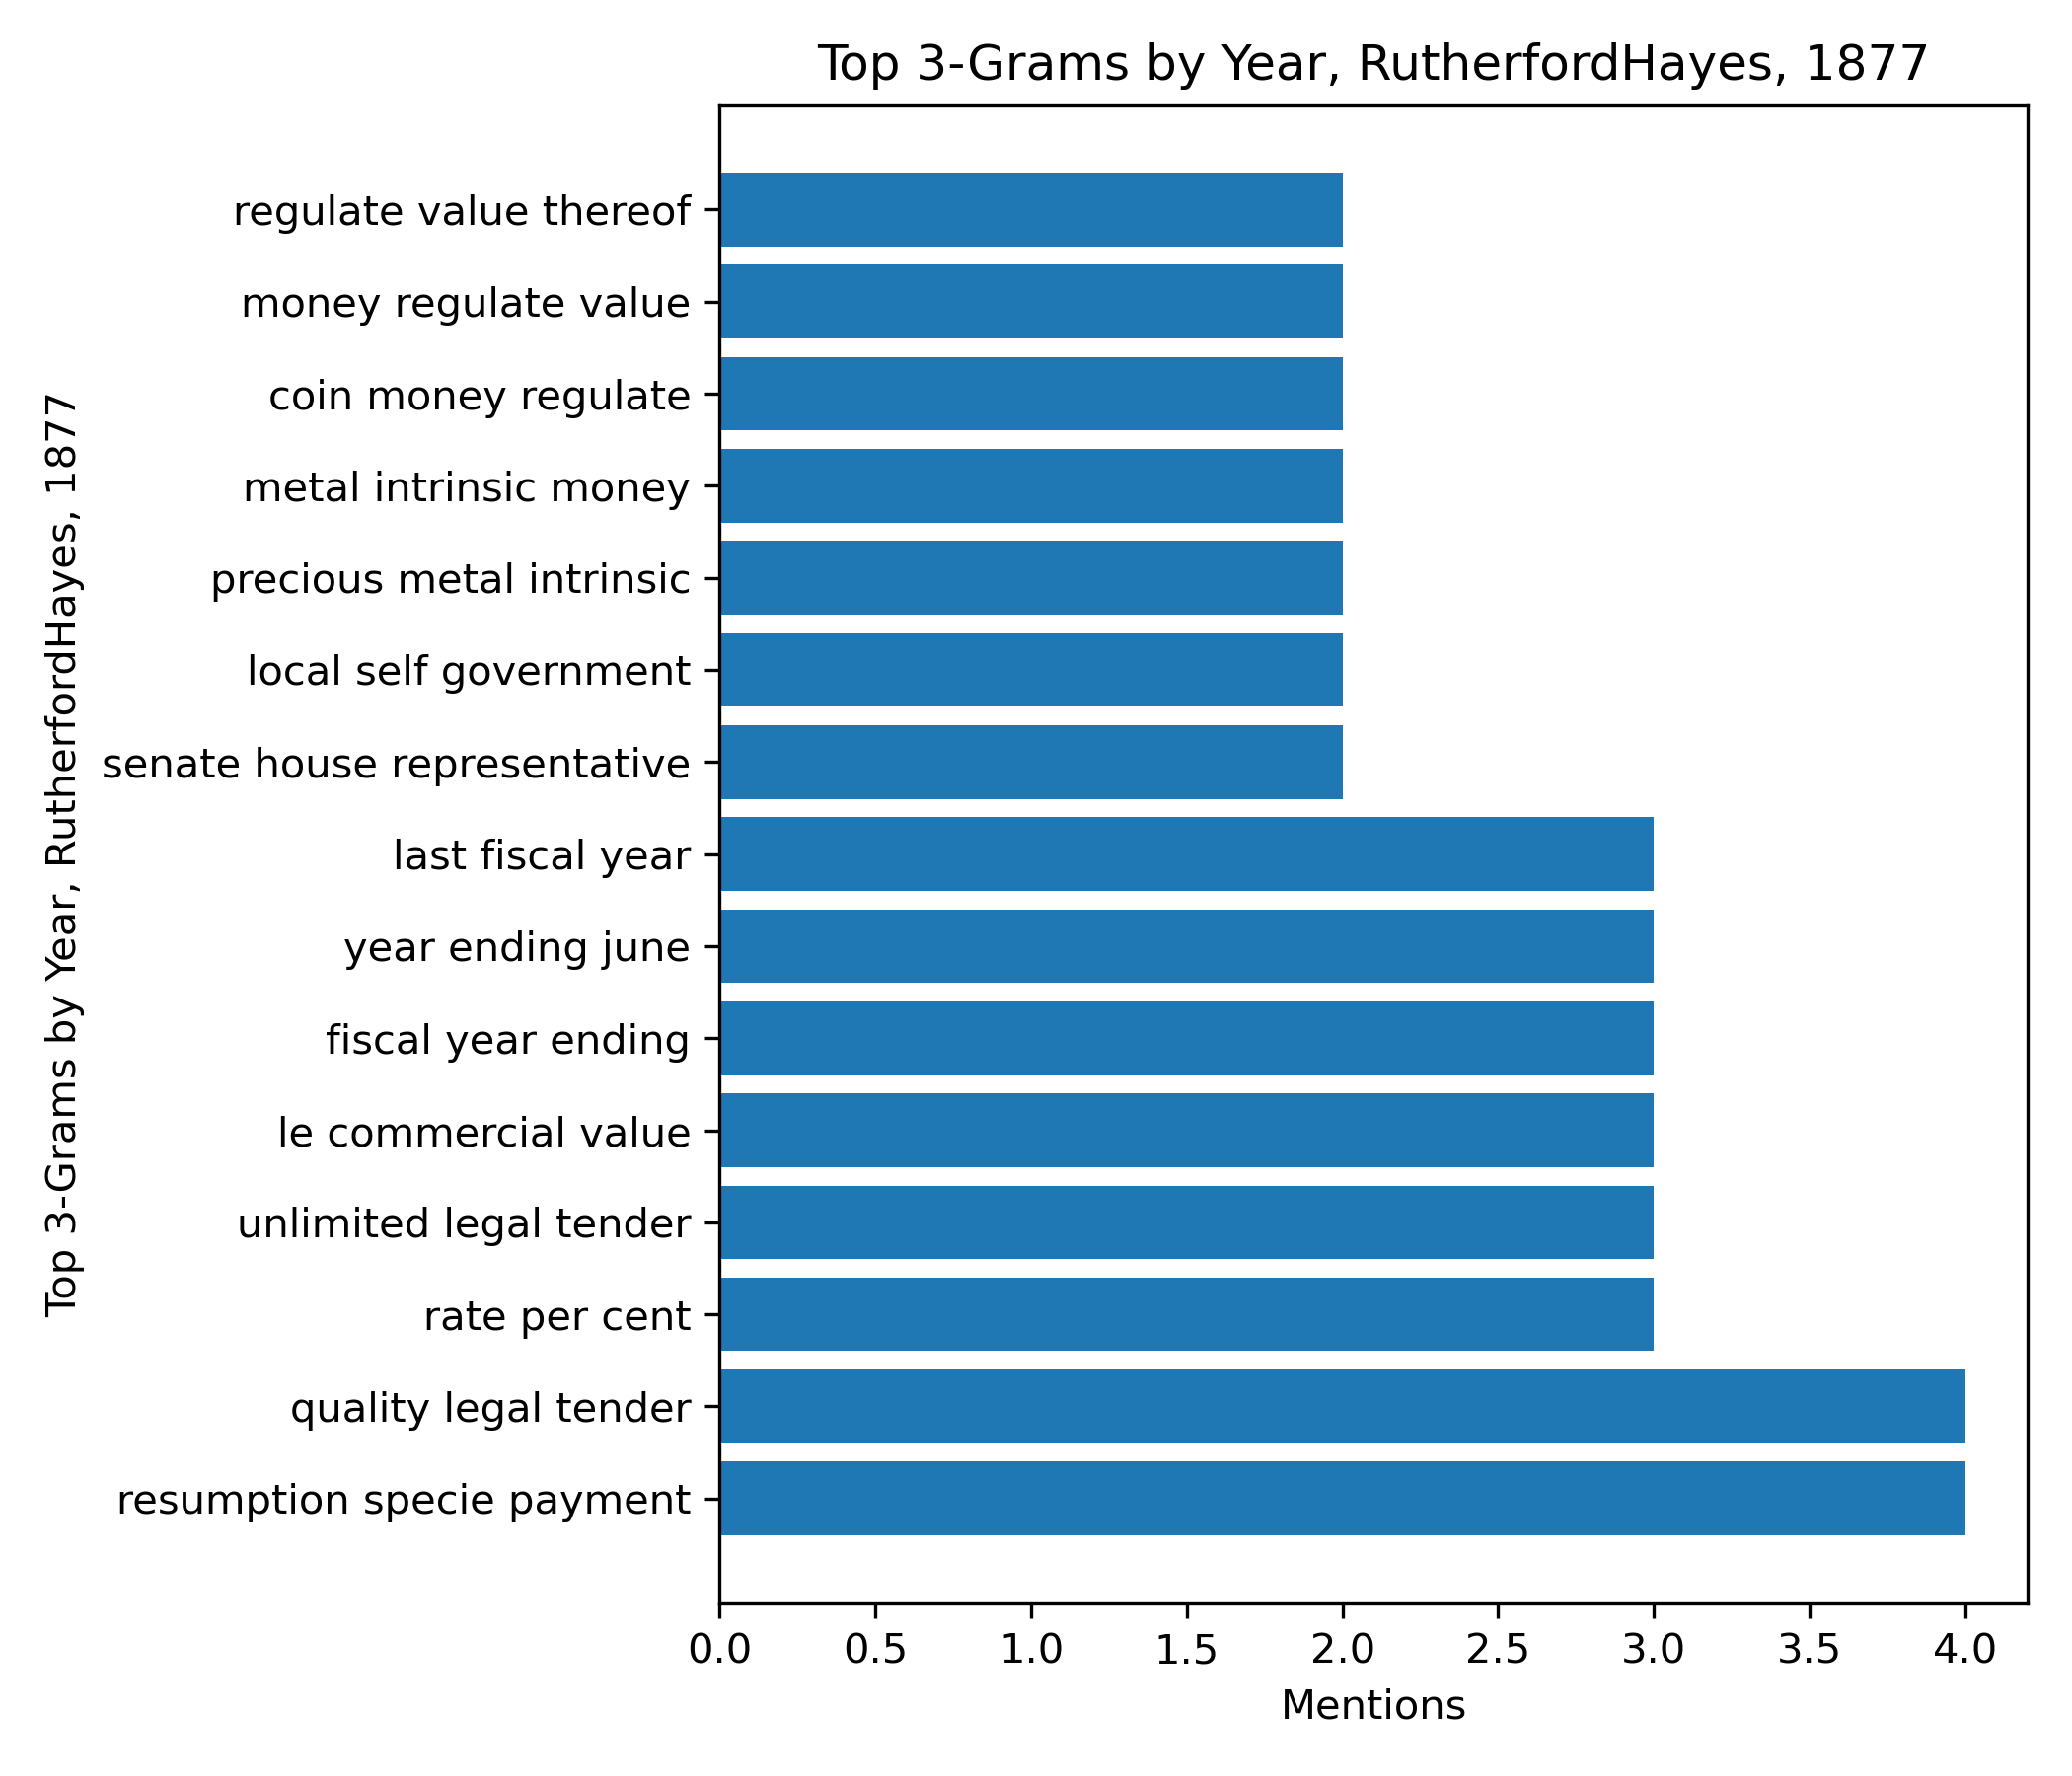 Top 3-Grams by Year, RutherfordHayes, 1877
Top 3-Grams by Year, RutherfordHayes, 1877
regulate value thereof
money regulate value
coin money regulate
metal intrinsic money
precious metal intrinsic
local self government
senate house representative
last fiscal year
year ending june
fiscal year ending
le commercial value
unlimited legal tender
rate per cent
quality legal tender
resumption specie payment
0.0 0.5 1.0 1.5 2.0 2.5 3.0 3.5 4.0
Mentions